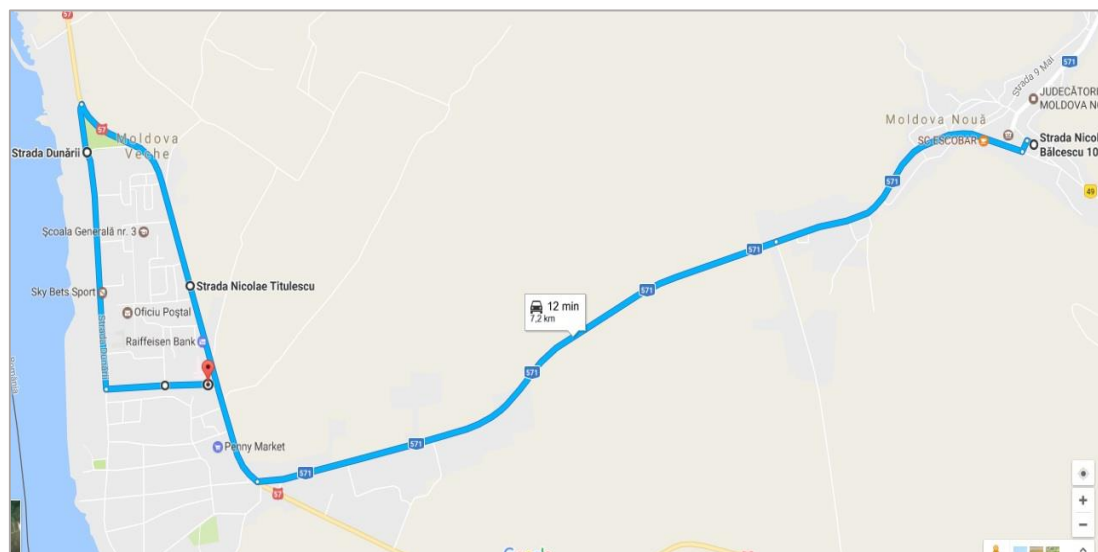 57
571
Strada 9 Mai
JUDECĂTORI
MOLDOVA NO
Moldova Nouă
SC ESCOBAR
Strada Nicol
Bălcescu 10
49
57
Moldova
Veche
Strada Dunării
571
Școala Generală nr. 3
571
Strada Nicolae Titulescu
571
Sky Bets Sport
12 min
7,2 km
Oficiu Poștal
Strada Dunării
Raiffeisen Bank
571
571
Penny Market
571
57
+
−